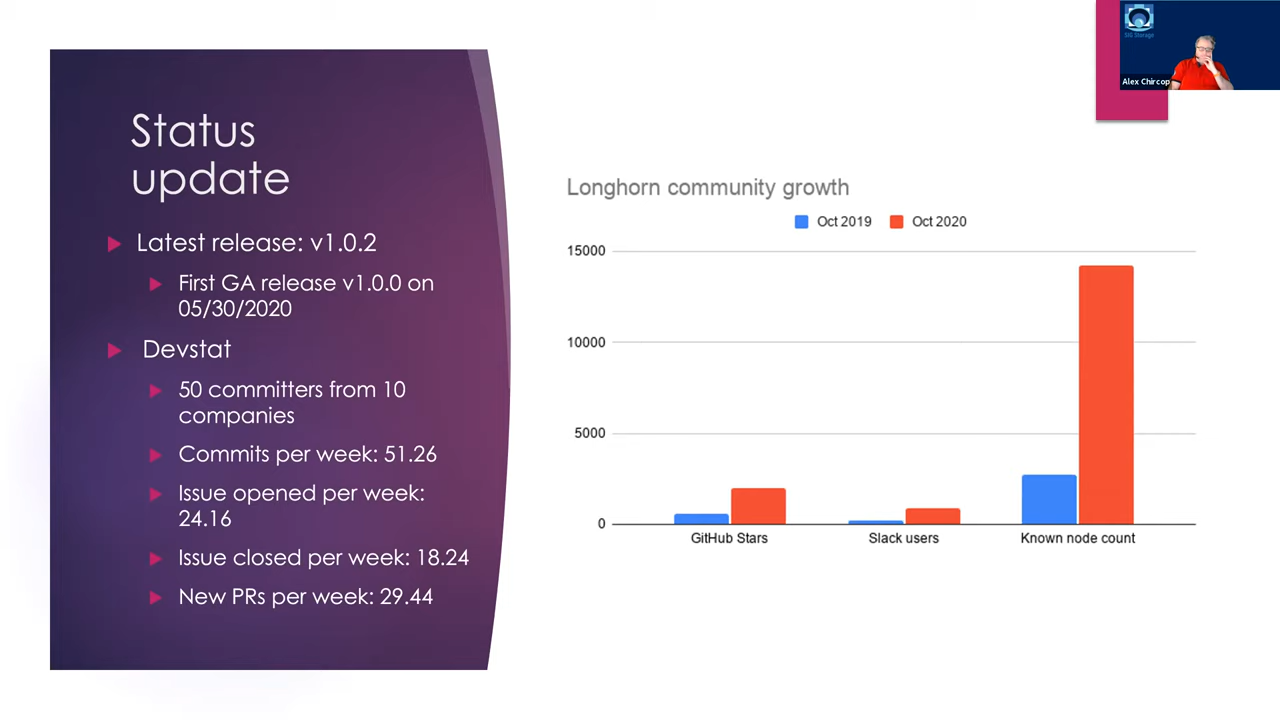 Status
update
Latest release: v1.0.2
First GA release v1.0.0 on
05/30/2020
Devstat
50 committers from 10
companies
Commits per week: 51.26
Issue opened per week:
24.16
Issue closed per week: 18.24
New PRs per week: 29.44
Longhorn community growth
Oct 2019
Oct 2020
15000
10000
5000
0
GitHub Stars
Slack users
Known node count
SIG Storage
Alex Chircop